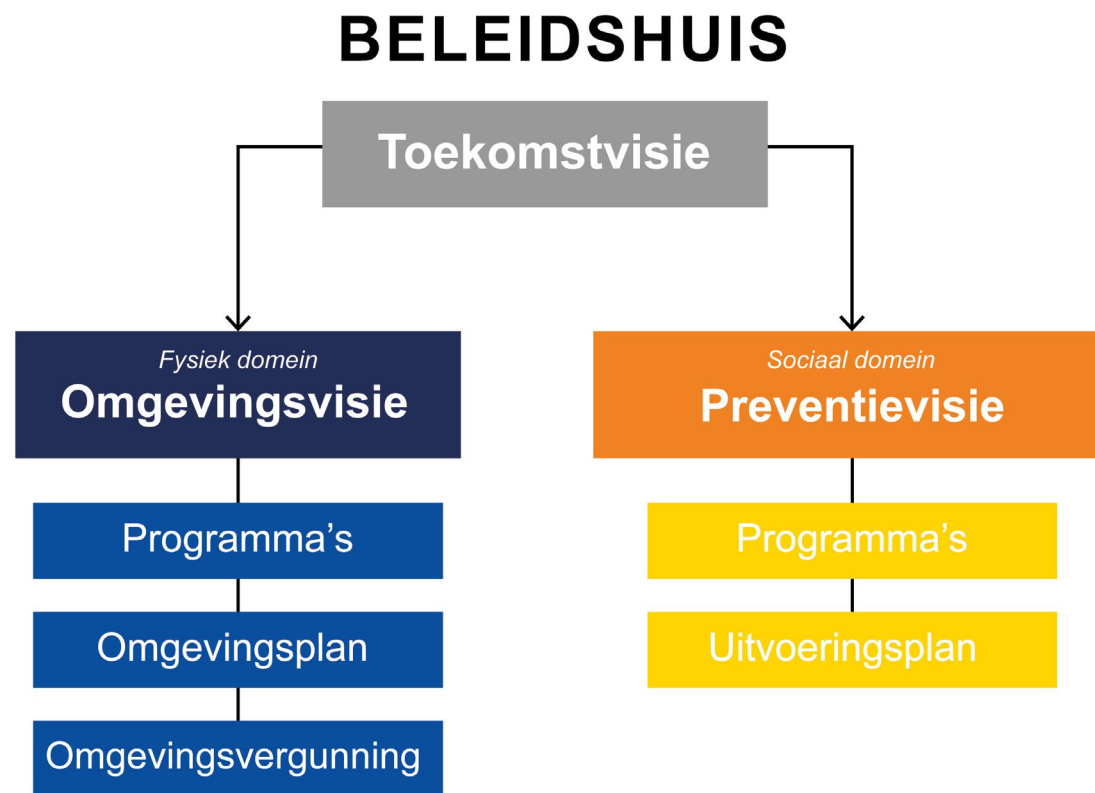 BELEIDSHUIS
Toekomstvisie
Fysiek domein
Omgevingsvisie
Programma’s
Omgevingsplan
Omgevingsvergunning
Sociaal domein
Preventievisie
Programma’s
Uitvoeringsplan